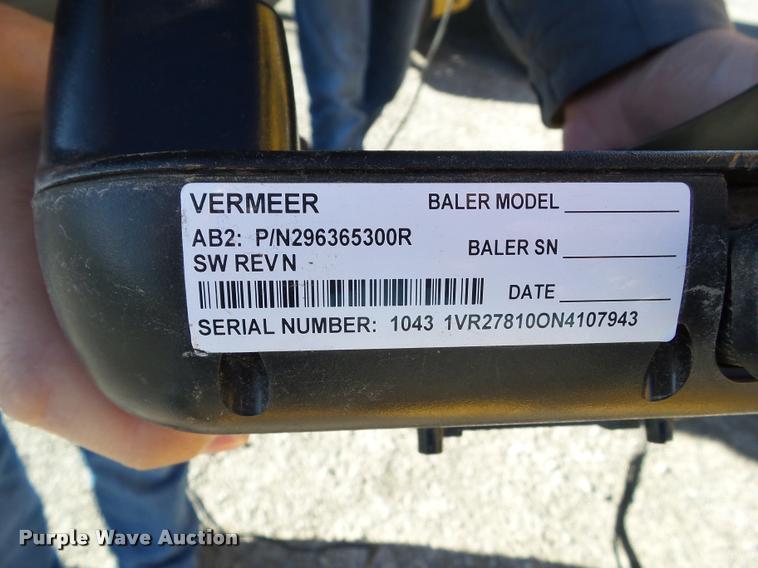 VERMEER
BALER MODEL
AB2: P/N296365300R
BALER SN
SW REV N
DATE
SERIAL NUMBER: 1043 1VR27810ON4107943
Purple Wave Auction